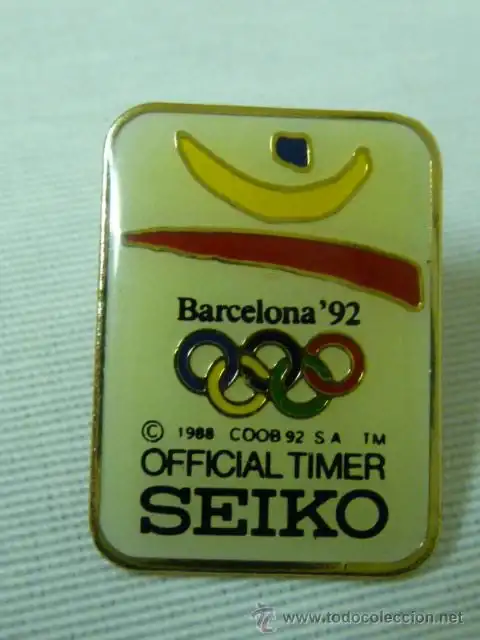 Barcelona '92
© 1988 COOB 92 S A TM
OFFICIAL TIMER
SEIKO
www.todocoleccion.net